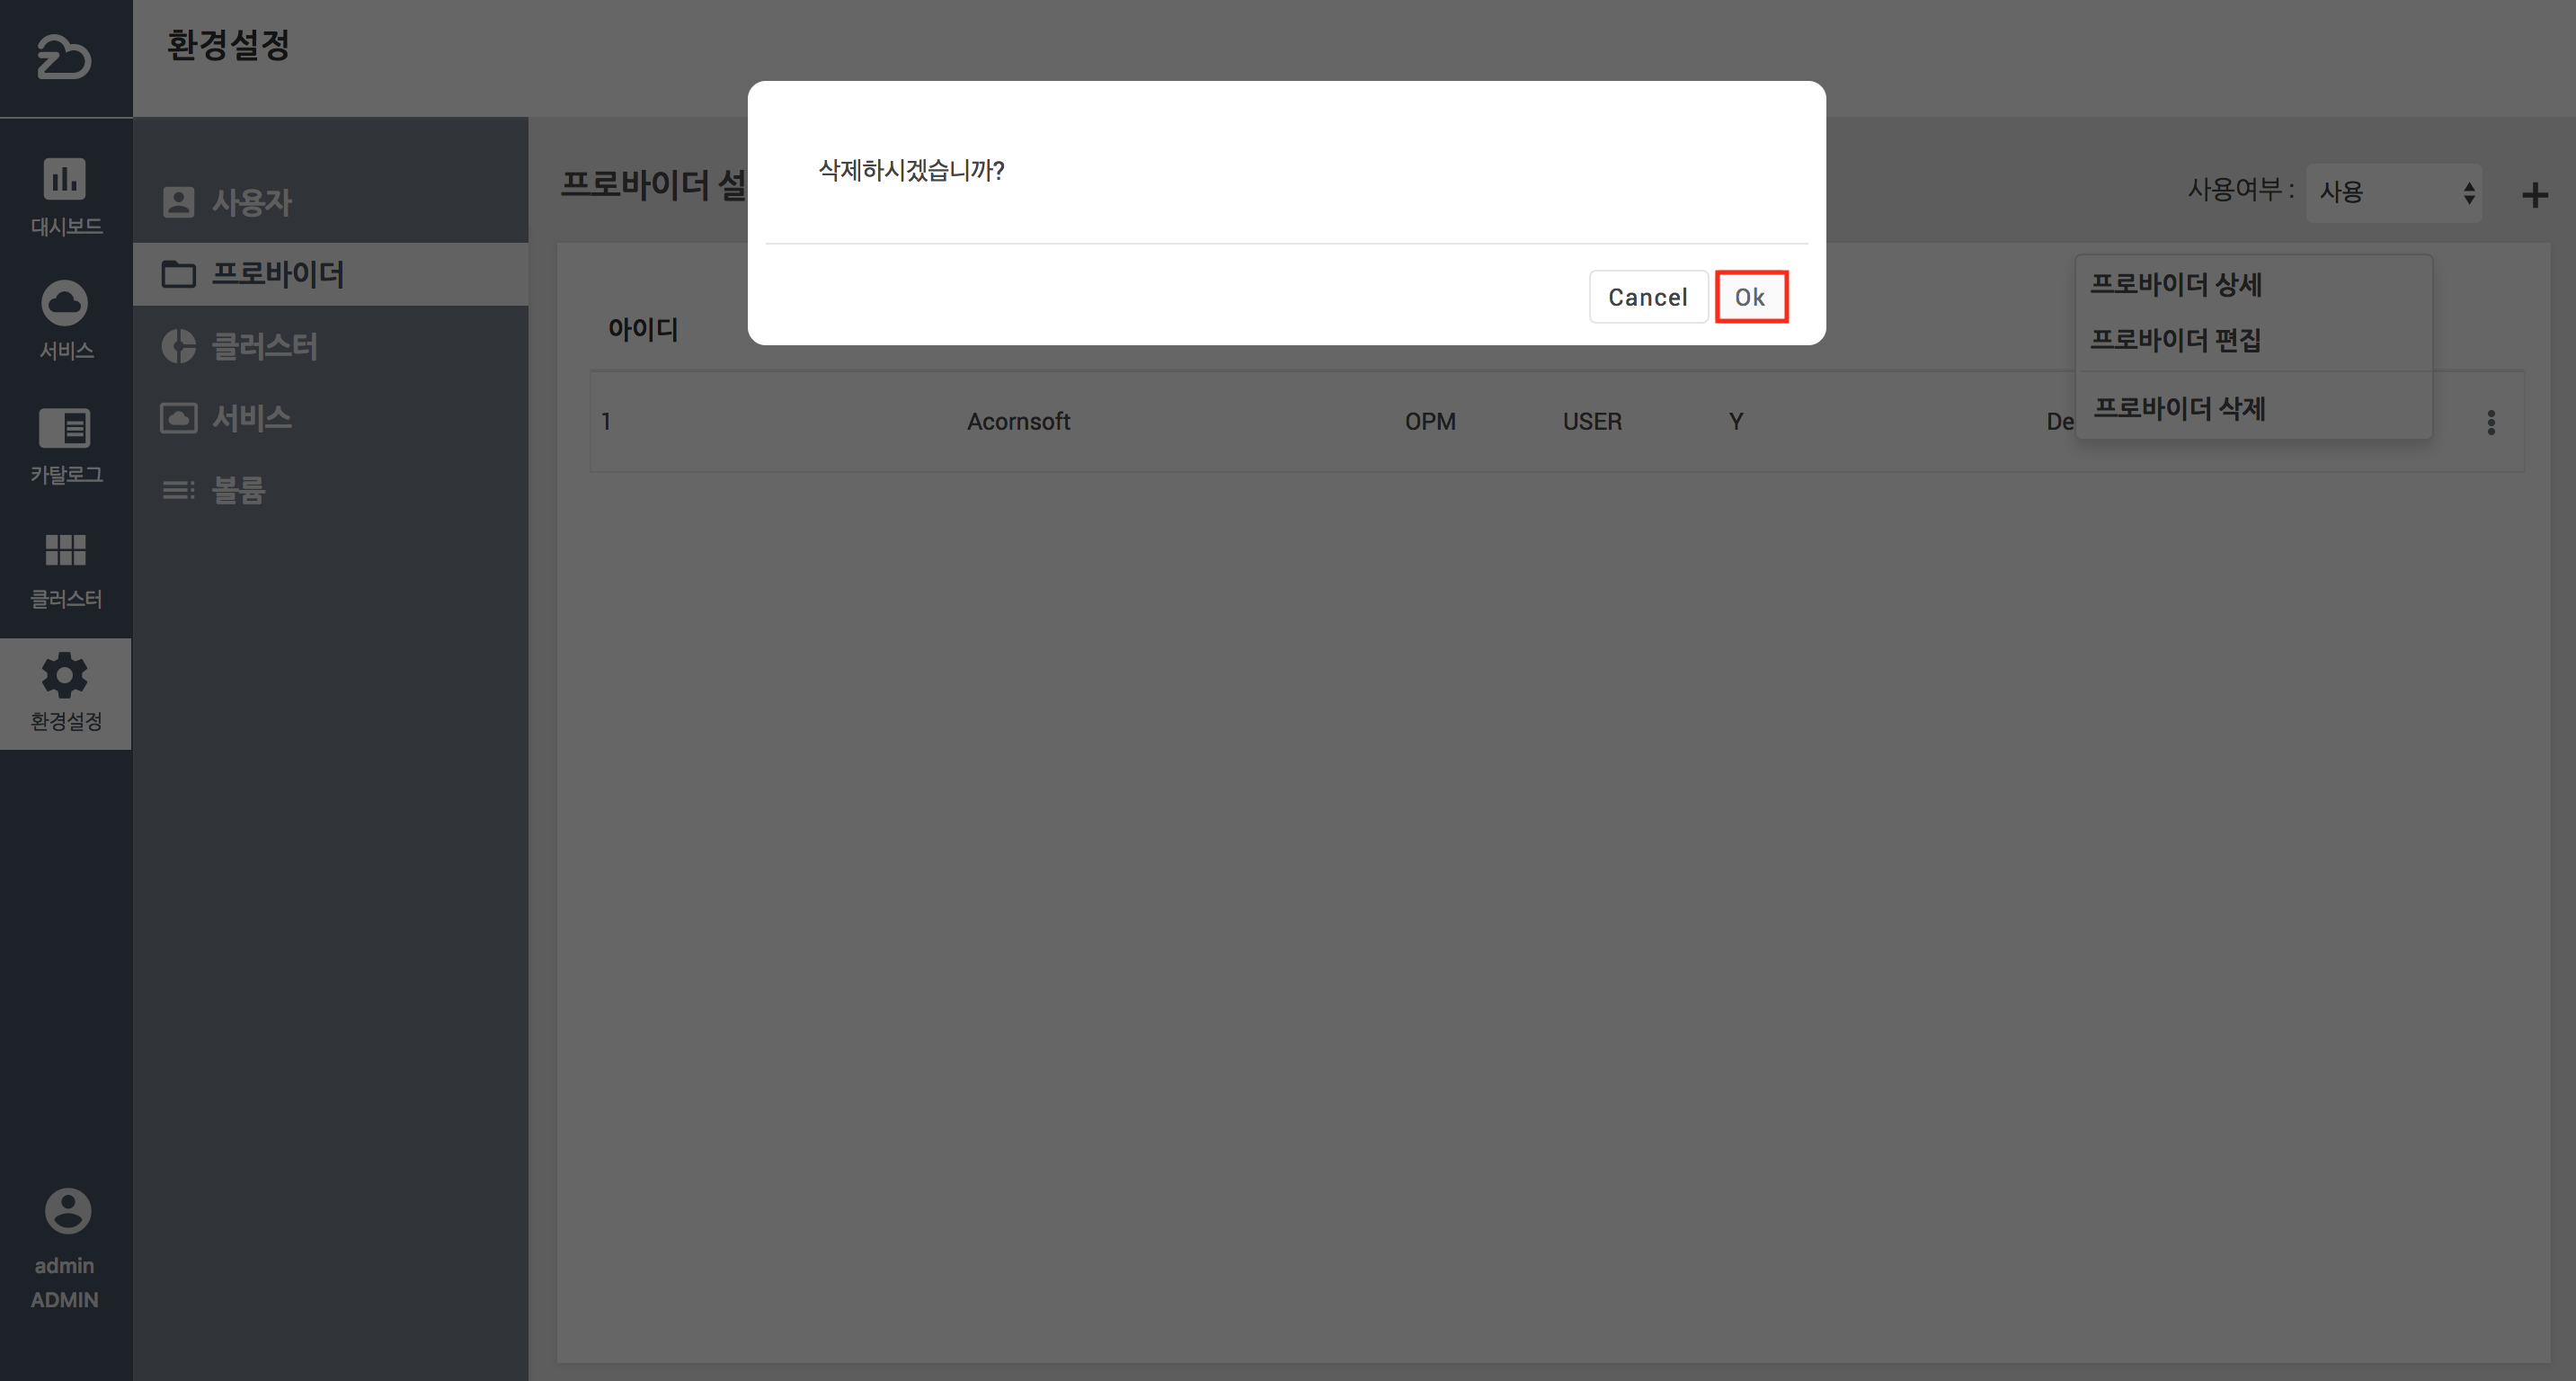 환경설정
대시보드
서비스
카탈로그
클러스터
환경설정
admin
ADMIN
사용자
프로바이더
클러스터
서비스
볼륨
프로바이더 설
사용여부 : 사용
삭제하시겠습니까?
Cancel Ok
아이디
1 Acornsoft OPM USER Y De
프로바이더 상세
프로바이더 편집
프로바이더 삭제